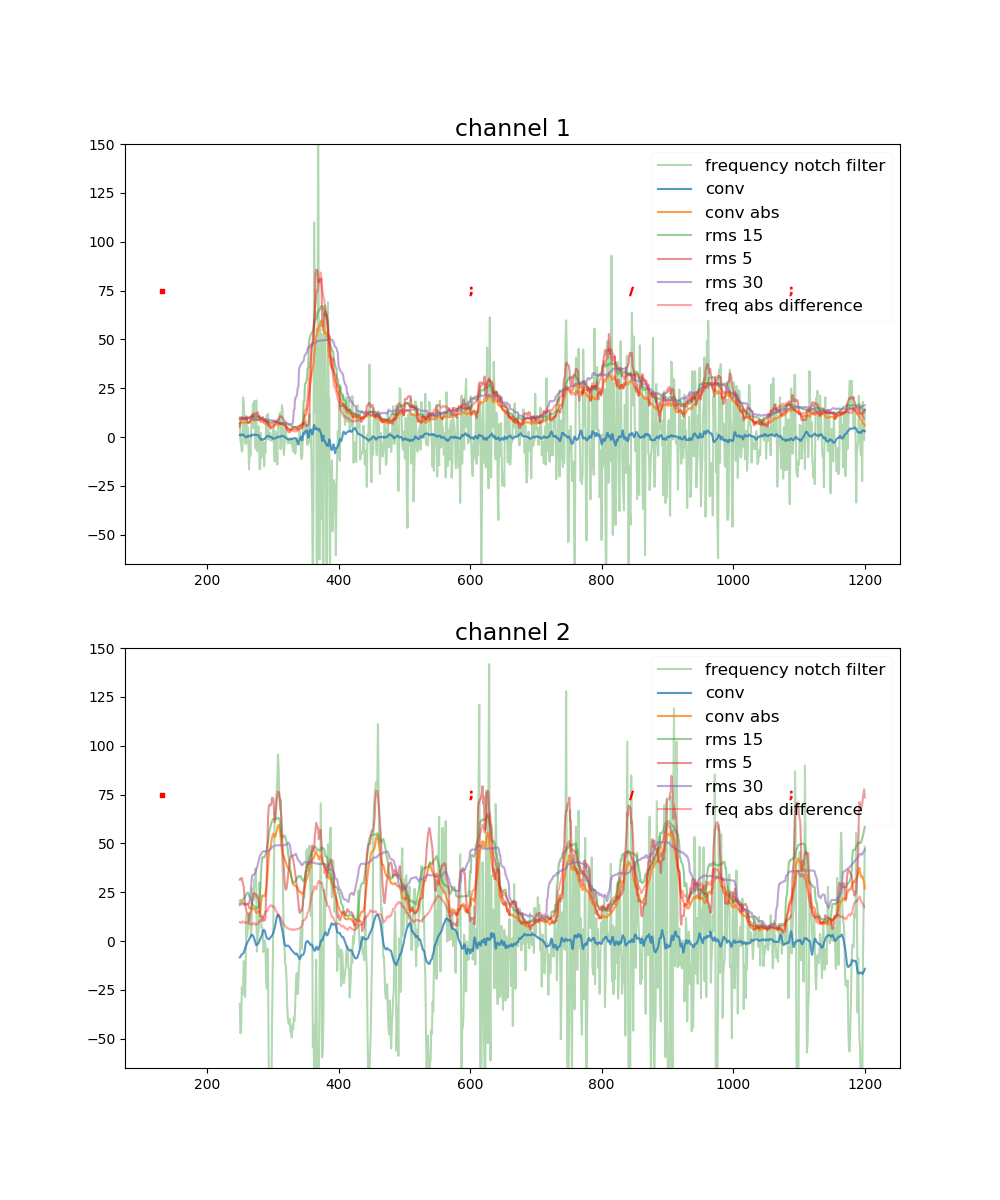 channel 1
150
125
100
75
50
25
0
−25
−50
frequency notch filter
conv
conv abs
rms 15
rms 5
rms 30
freq abs difference
. ; / ;
200 400 600 800 1000 1200
channel 2
150
125
100
75
50
25
0
−25
−50
frequency notch filter
conv
conv abs
rms 15
rms 5
rms 30
freq abs difference
. ; / ;
200 400 600 800 1000 1200